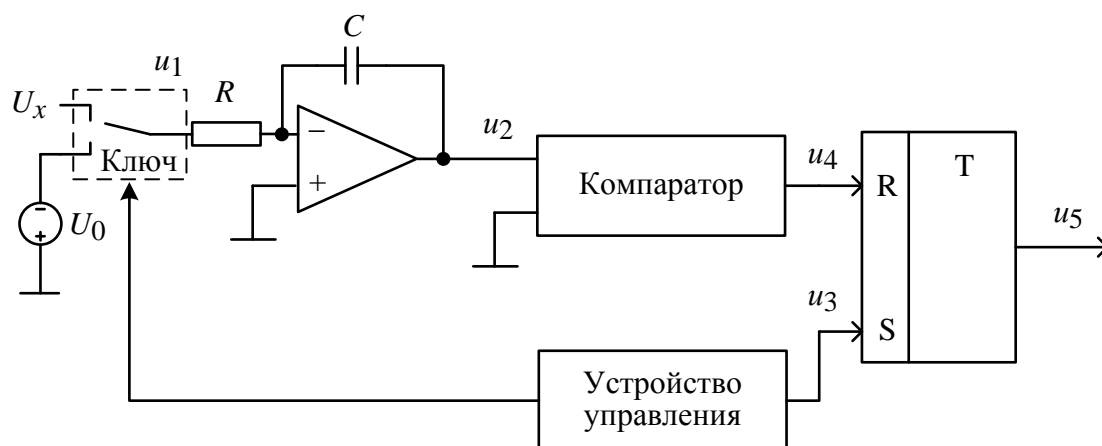 C
u1
R
Ux
−
Ключ
+
−
+
U0
u2
Компаратор
u4
R
T
u5
u3
S
Устройство
управления